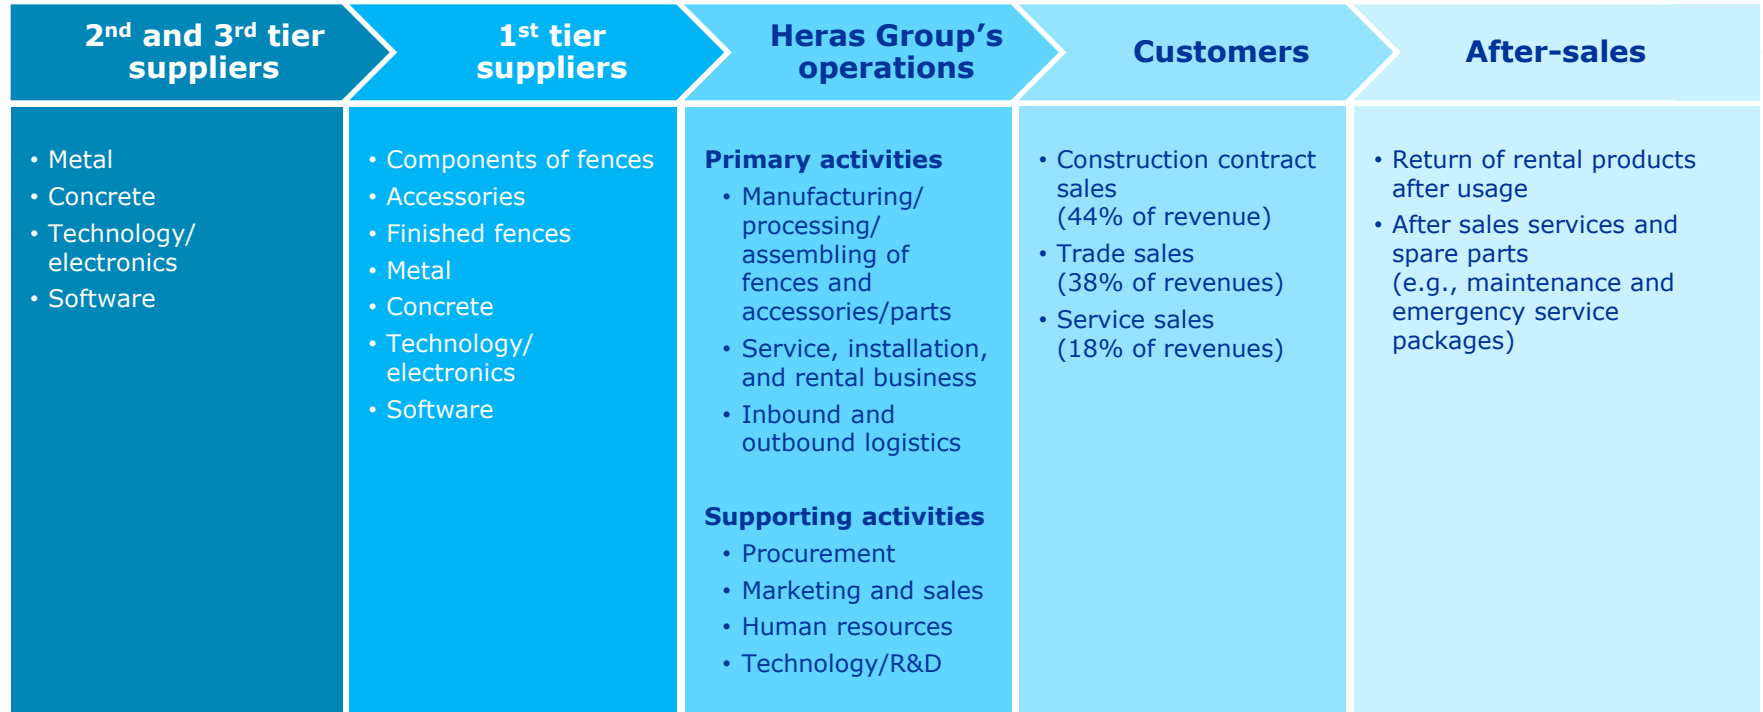 2nd and 3rd tier
suppliers
1st tier
suppliers
Heras Group’s
operations
Customers
After-sales
• Metal
• Concrete
• Technology/
electronics
• Software
• Components of fences
• Accessories
• Finished fences
• Metal
• Concrete
• Technology/
electronics
• Software
Primary activities
• Manufacturing/
processing/
assembling of
fences and
accessories/parts
• Service, installation,
and rental business
• Inbound and
outbound logistics
Supporting activities
• Procurement
• Marketing and sales
• Human resources
• Technology/R&D
• Construction contract
sales
(44% of revenue)
• Trade sales
(38% of revenues)
• Service sales
(18% of revenues)
• Return of rental products
after usage
• After sales services and
spare parts
(e.g., maintenance and
emergency service
packages)